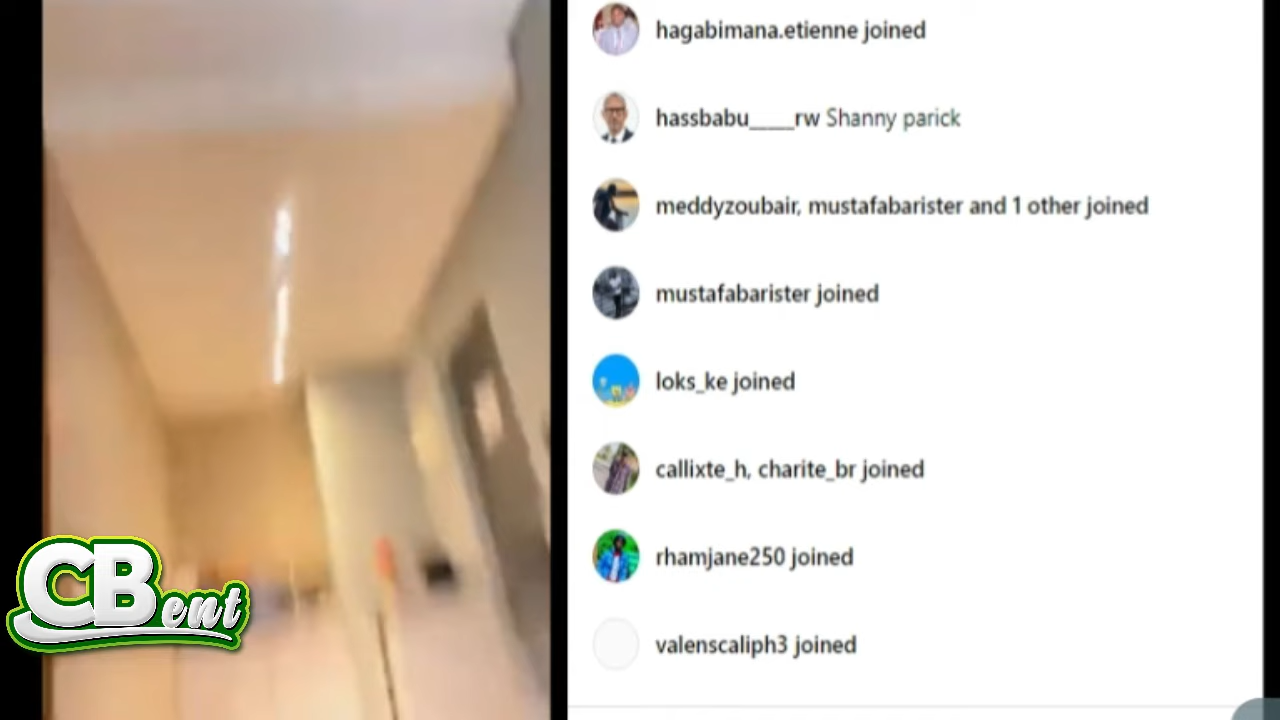 hagabimana.etienne joined
hassbabu____rw Shanny parick
meddyzoubair, mustafabarister and 1 other joined
mustafabarister joined
loks_ke joined
callixte_h, charite_br joined
rhamjane250 joined
valenscaliph3 joined
CBent